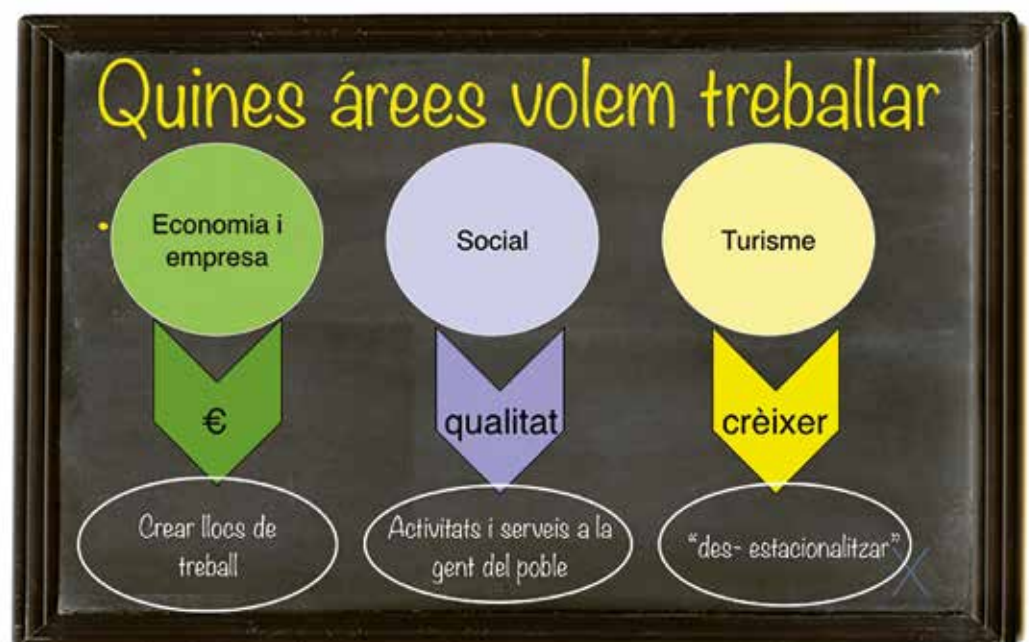 Quines árees volem treballar
Economia i
empresa
€
Crear llocs de
treball
Social
qualitat
Activitats i serveis a la
gent del poble
Turisme
crèixer
“des- estacionalitzar”